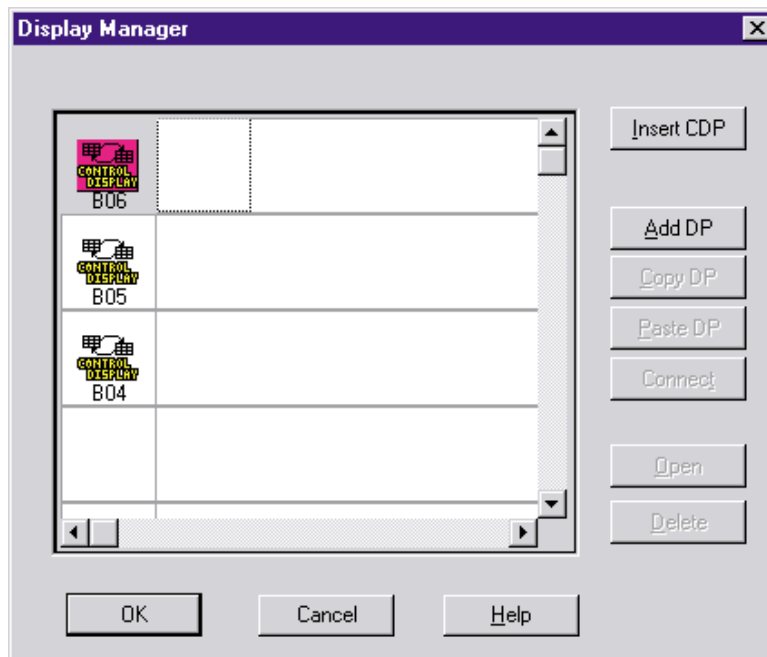 Display Manager
Insert CDP
CONTROL
DISPLAY
B06
Add DP
Copy DP
CONTROL
DISPLAY
B05
Paste DP
Connect
CONTROL
DISPLAY
B04
Open
Delete
OK
Cancel
Help